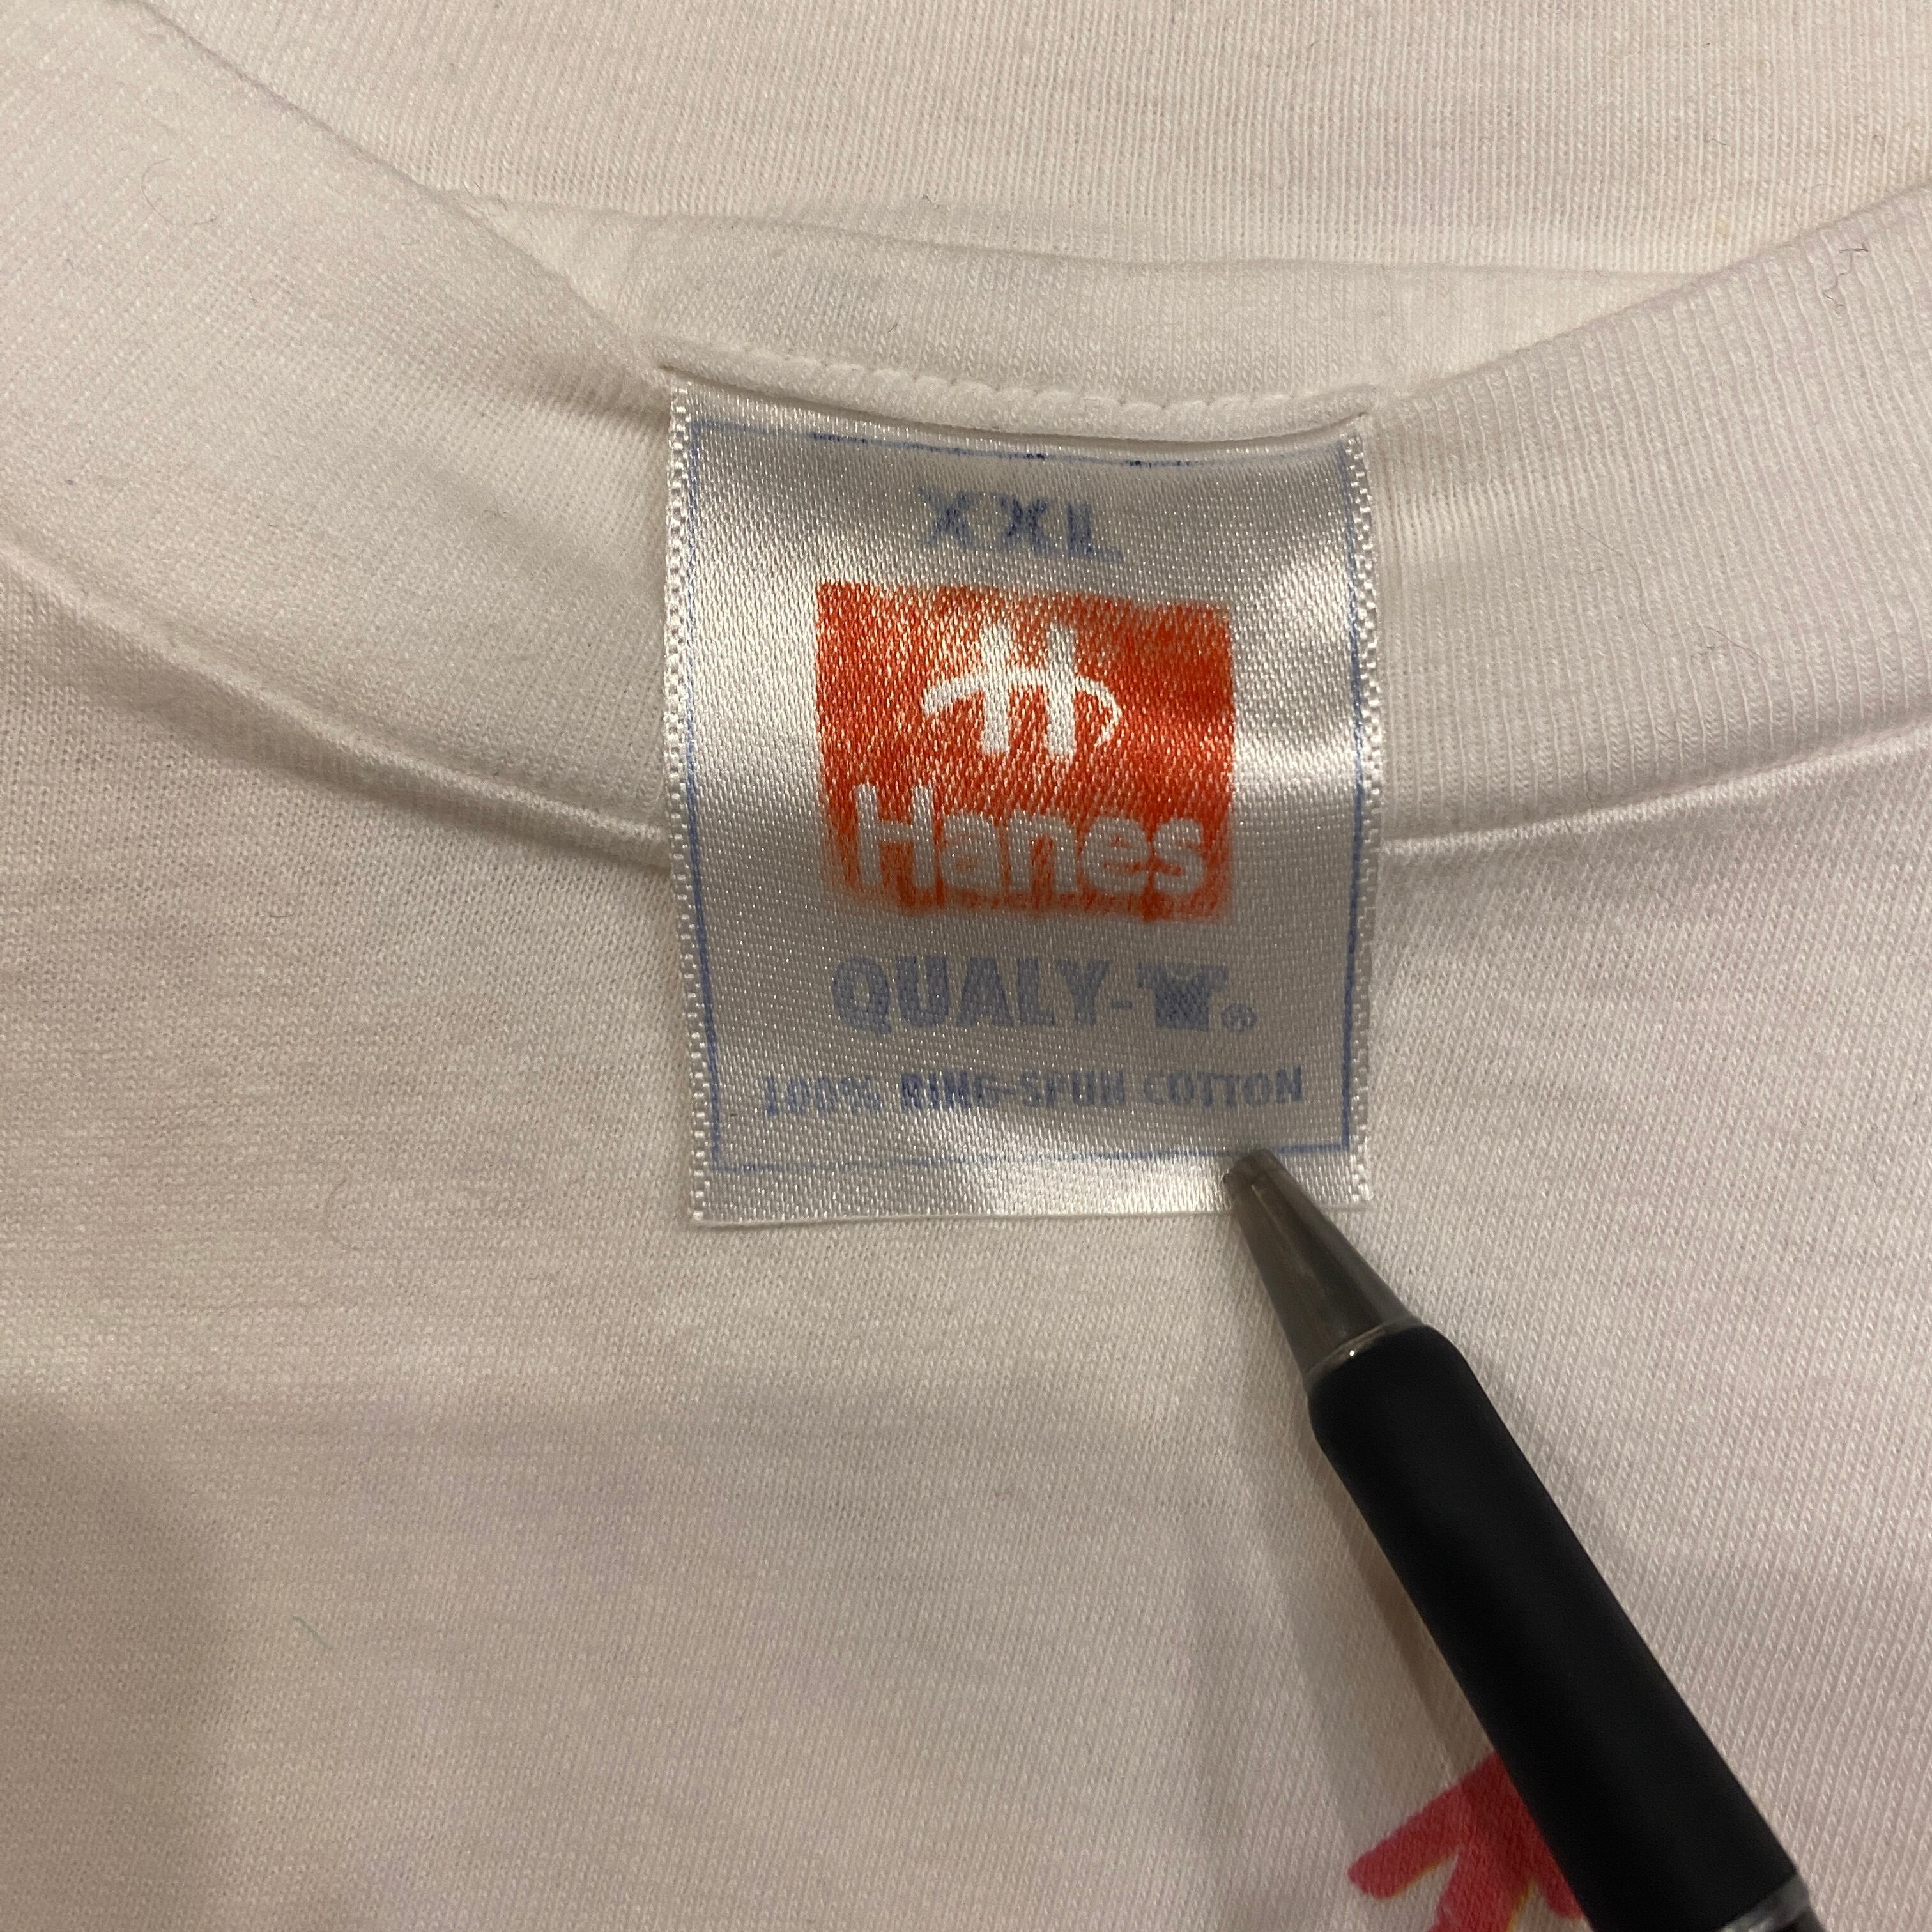 XXL
Hanes
QUALY-T®
100% RING-SPUN COTTON